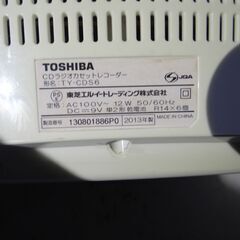 TOSHIBA
CDラジオカセットレコーダー
形名：TY-CDS6
JQA
定格：AC100V～ 12W 50/60Hz
DC⎓9V 単2形 乾電池 R14×6個
東芝エルイートレーディング株式会社
製造番号 130801886P0 2013年製
MADE IN CHINA